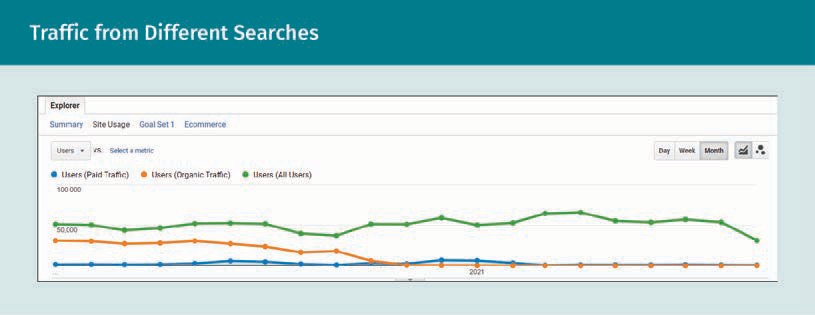 Traffic from Different Searches
Explorer
Summary Site Usage Goal Set 1 Ecommerce
Users vs. Select a metric Day Week Month
Users (Paid Traffic) Users (Organic Traffic) Users (All Users)
100 000
50,000
...
2021